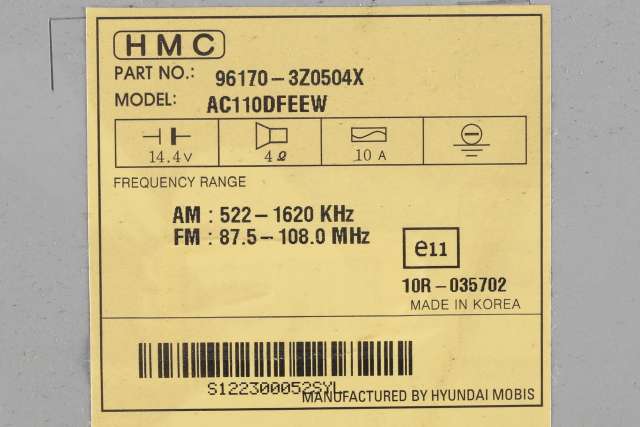 HMC
PART NO.: 96170-3Z0504X
MODEL: AC110DFEEW
14.4V 4Ω 10 A
FREQUENCY RANGE
AM : 522-1620 KHz
FM : 87.5-108.0 MHz
e11
10R-035702
MADE IN KOREA
S122300052SYL
MANUFACTURED BY HYUNDAI MOBIS